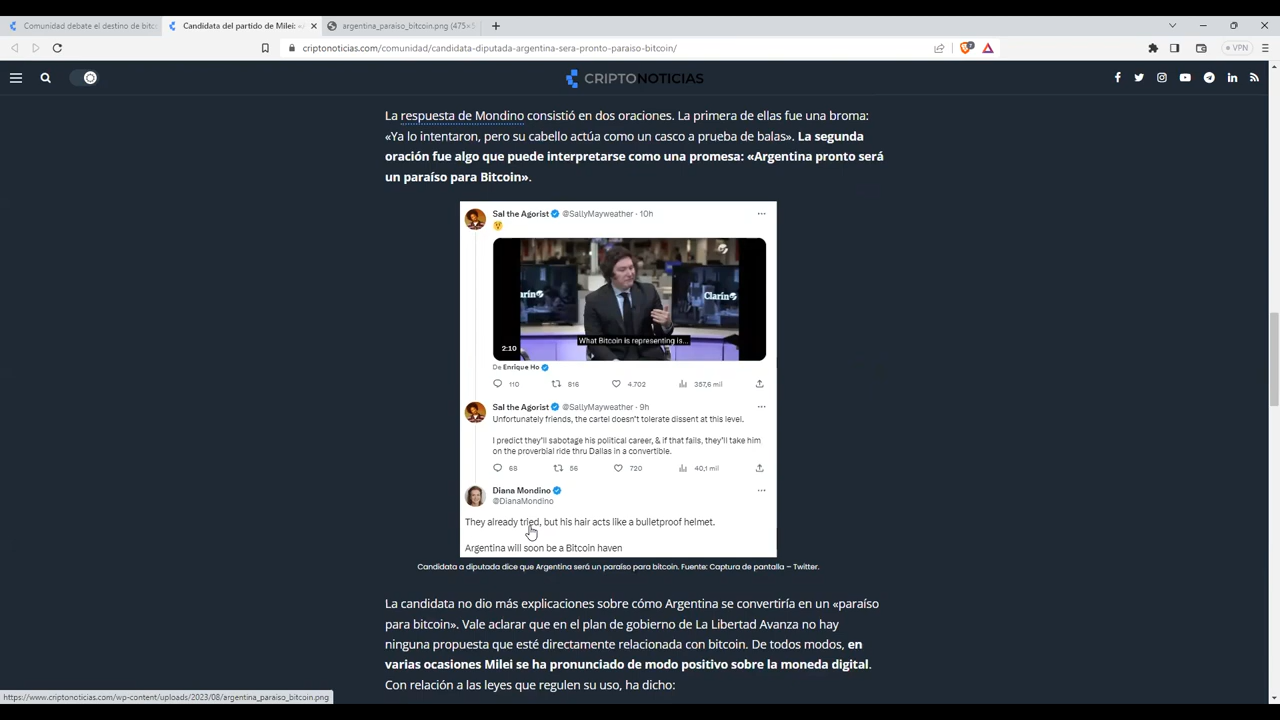 Comunidad debate el destino de bitc
Candidata del partido de Milei: «
argentina_paraiso_bitcoin.png (475×5
criptonoticias.com/comunidad/candidata-diputada-argentina-sera-pronto-paraiso-bitcoin/
VPN
CRIPTONOTICIAS
La respuesta de Mondino consistió en dos oraciones. La primera de ellas fue una broma:
«Ya lo intentaron, pero su cabello actúa como un casco a prueba de balas». La segunda
oración fue algo que puede interpretarse como una promesa: «Argentina pronto será
un paraíso para Bitcoin».
Sal the Agorist @SallyMayweather · 10h
Clarín
Clarín
What Bitcoin is representing is...
2:10
De Enrique Ho
110 816 4.702 357,6 mil
Sal the Agorist @SallyMayweather · 9h
Unfortunately friends, the cartel doesn't tolerate dissent at this level.
I predict they'll sabotage his political career, & if that fails, they'll take him
on the proverbial ride thru Dallas in a convertible.
68 56 720 40,1 mil
Diana Mondino
@DianaMondino
They already tried, but his hair acts like a bulletproof helmet.
Argentina will soon be a Bitcoin haven
Candidata a diputada dice que Argentina será un paraíso para bitcoin. Fuente: Captura de pantalla – Twitter.
La candidata no dio más explicaciones sobre cómo Argentina se convertiría en un «paraíso
para bitcoin». Vale aclarar que en el plan de gobierno de La Libertad Avanza no hay
ninguna propuesta que esté directamente relacionada con bitcoin. De todos modos, en
varias ocasiones Milei se ha pronunciado de modo positivo sobre la moneda digital.
Con relación a las leyes que regulen su uso, ha dicho:
https://www.criptonoticias.com/wp-content/uploads/2023/08/argentina_paraiso_bitcoin.png